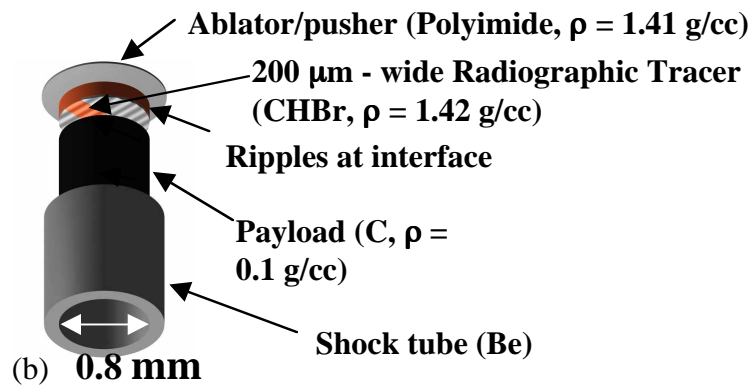 Ablator/pusher (Polyimide, ρ = 1.41 g/cc)
200 μm - wide Radiographic Tracer
(CHBr, ρ = 1.42 g/cc)
Ripples at interface
Payload (C, ρ =
0.1 g/cc)
Shock tube (Be)
(b) 0.8 mm